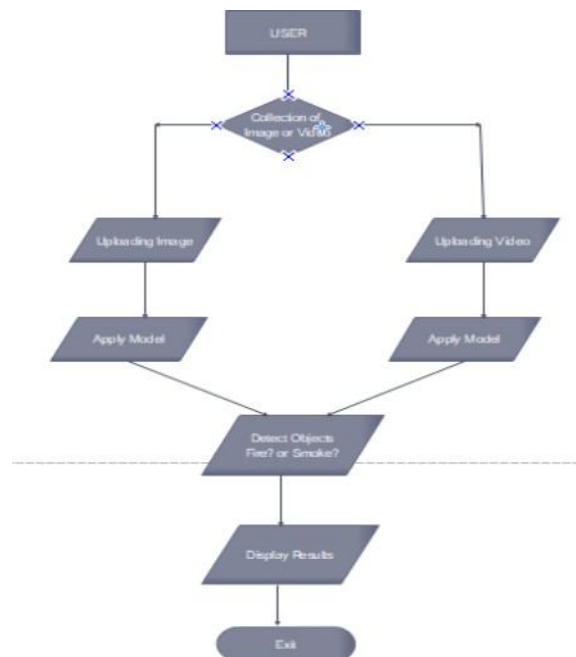 USER
Collection of
Image or Video
Uploading Image
Uploading Video
Apply Model
Apply Model
Detect Objects
Fire? or Smoke?
Display Results
Exit